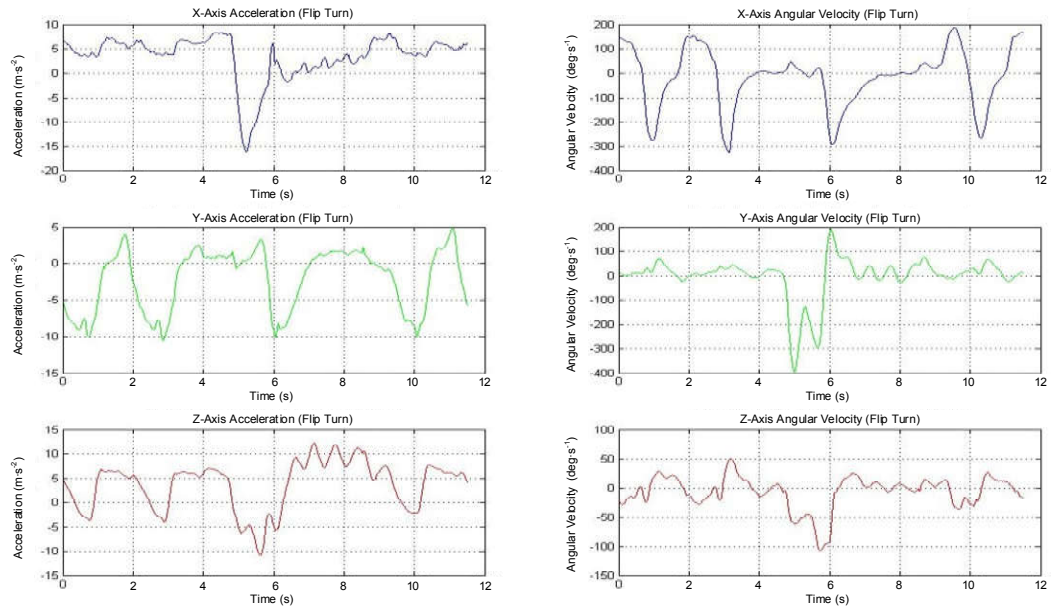 X-Axis Acceleration (Flip Turn)
Acceleration (m·s⁻²)
10
5
0
-5
-10
-15
-20
0 2 4 6 8 10 12
Time (s)
X-Axis Angular Velocity (Flip Turn)
Angular Velocity (deg·s⁻¹)
200
100
0
-100
-200
-300
-400
0 2 4 6 8 10 12
Time (s)
Y-Axis Acceleration (Flip Turn)
Acceleration (m·s⁻²)
5
0
-5
-10
-15
0 2 4 6 8 10 12
Time (s)
Y-Axis Angular Velocity (Flip Turn)
Angular Velocity (deg·s⁻¹)
200
100
0
-100
-200
-300
-400
0 2 4 6 8 10 12
Time (s)
Z-Axis Acceleration (Flip Turn)
Acceleration (m·s⁻²)
15
10
5
0
-5
-10
-15
0 2 4 6 8 10 12
Time (s)
Z-Axis Angular Velocity (Flip Turn)
Angular Velocity (deg·s⁻¹)
100
50
0
-50
-100
-150
0 2 4 6 8 10 12
Time (s)